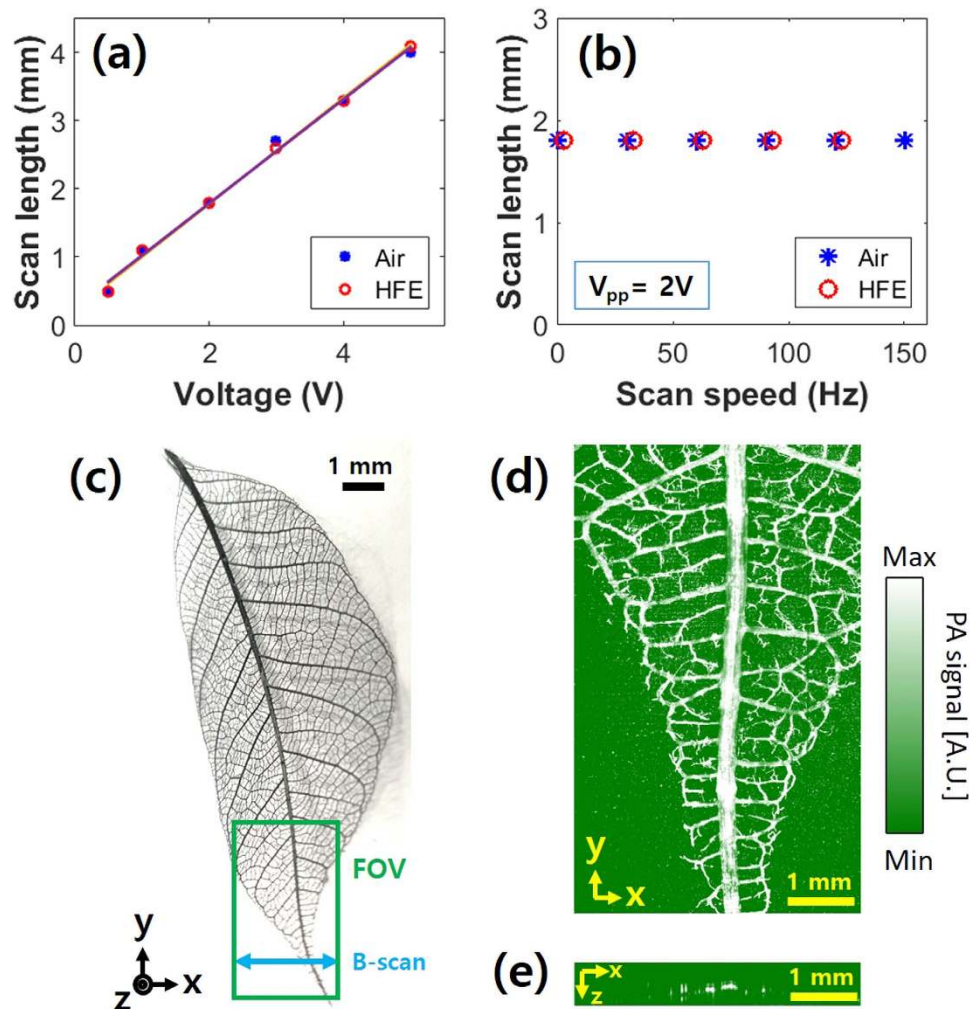 (a)
Scan length (mm)
4
3
2
1
0
0
2
4
Voltage (V)
Air
HFE
(b)
Scan length (mm)
3
2
1
0
0
50
100
150
Scan speed (Hz)
Vpp = 2V
Air
HFE
(c)
1 mm
FOV
B-scan
y
x
z
(d)
y
x
1 mm
Max
PA signal [A.U.]
Min
(e)
x
z
1 mm